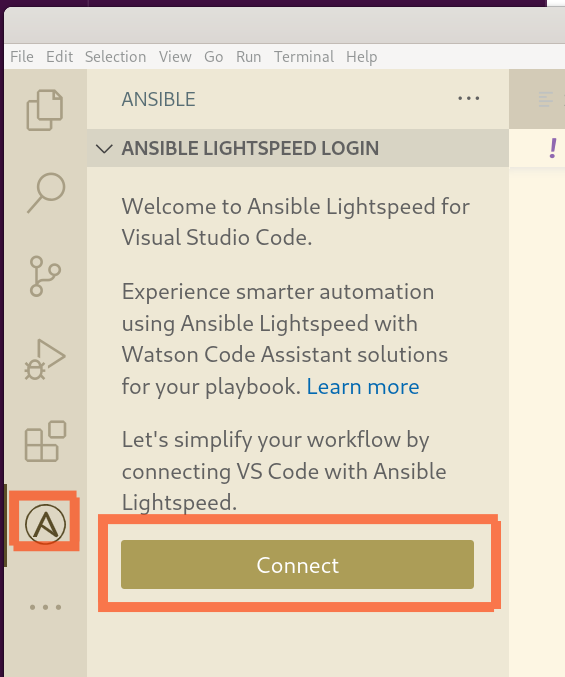 File Edit Selection View Go Run Terminal Help
ANSIBLE
ANSIBLE LIGHTSPEED LOGIN
Welcome to Ansible Lightspeed for
Visual Studio Code.
Experience smarter automation
using Ansible Lightspeed with
Watson Code Assistant solutions
for your playbook. Learn more
Let's simplify your workflow by
connecting VS Code with Ansible
Lightspeed.
Connect